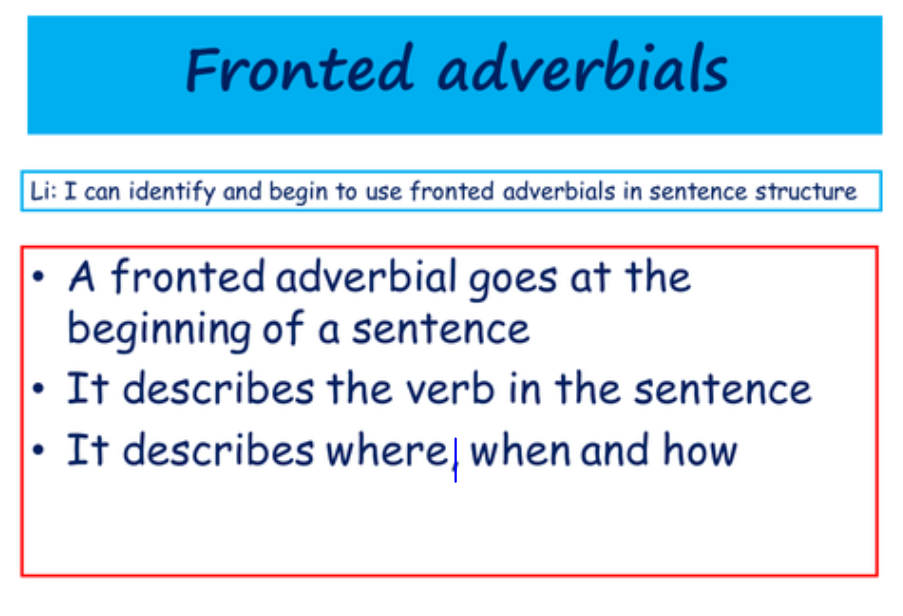 Fronted adverbials
Li: I can identify and begin to use fronted adverbials in sentence structure
• A fronted adverbial goes at the
beginning of a sentence
• It describes the verb in the sentence
• It describes where, when and how